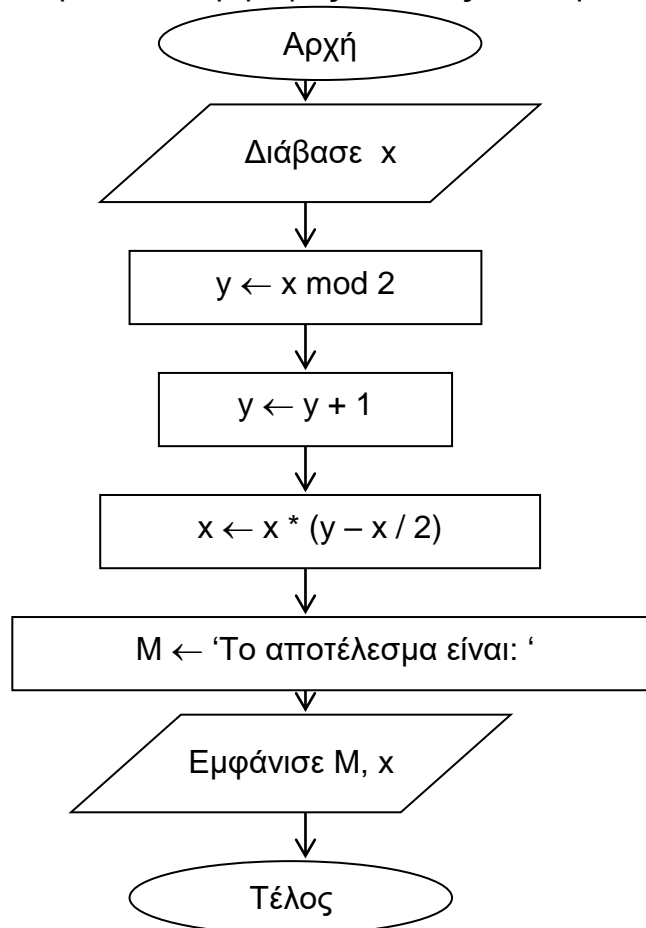 Αρχή
Διάβασε x
y ← x mod 2
y ← y + 1
x ← x * (y – x / 2)
Μ ← ‘Το αποτέλεσμα είναι: ‘
Εμφάνισε Μ, x
Τέλος